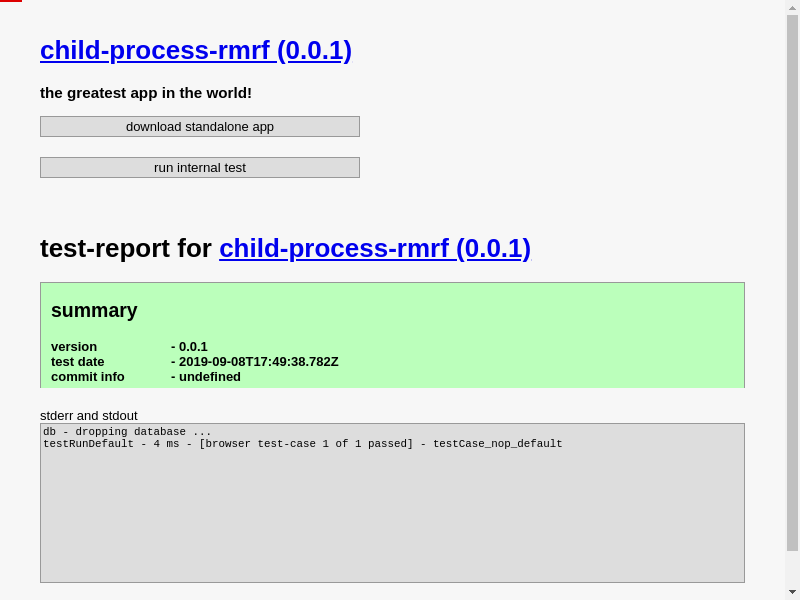 child-process-rmrf (0.0.1)
the greatest app in the world!
download standalone app
run internal test
test-report for child-process-rmrf (0.0.1)
summary
version - 0.0.1
test date - 2019-09-08T17:49:38.782Z
commit info - undefined
stderr and stdout
db - dropping database ...
testRunDefault - 4 ms - [browser test-case 1 of 1 passed] - testCase_nop_default